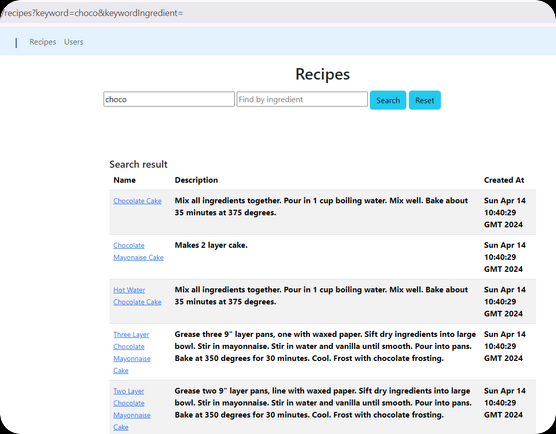 /recipes?keyword=choco&keywordIngredient=
| Recipes Users
Recipes
choco Find by ingredient Search Reset
Search result
Name Description Created At
Chocolate Cake Mix all ingredients together. Pour in 1 cup boiling water. Mix well. Bake about Sun Apr 14
35 minutes at 375 degrees. 10:40:29
GMT 2024
Chocolate Makes 2 layer cake. Sun Apr 14
Mayonaise Cake 10:40:29
GMT 2024
Hot Water Mix all ingredients together. Pour in 1 cup boiling water. Mix well. Bake about Sun Apr 14
Chocolate Cake 35 minutes at 375 degrees. 10:40:29
GMT 2024
Three Layer Grease three 9" layer pans, one with waxed paper. Sift dry ingredients into large Sun Apr 14
Chocolate bowl. Stir in mayonnaise. Stir in water and vanilla until smooth. Pour into pans. 10:40:29
Mayonnaise Bake at 350 degrees for 30 minutes. Cool. Frost with chocolate frosting. GMT 2024
Cake
Two Layer Grease two 9" layer pans, line with waxed paper. Sift dry ingredients into large Sun Apr 14
Chocolate bowl. Stir in mayonnaise. Stir in water and vanilla until smooth. Pour into pans. 10:40:29
Mayonnaise Bake at 350 degrees for 30 minutes. Cool. Frost with chocolate frosting. GMT 2024
Cake